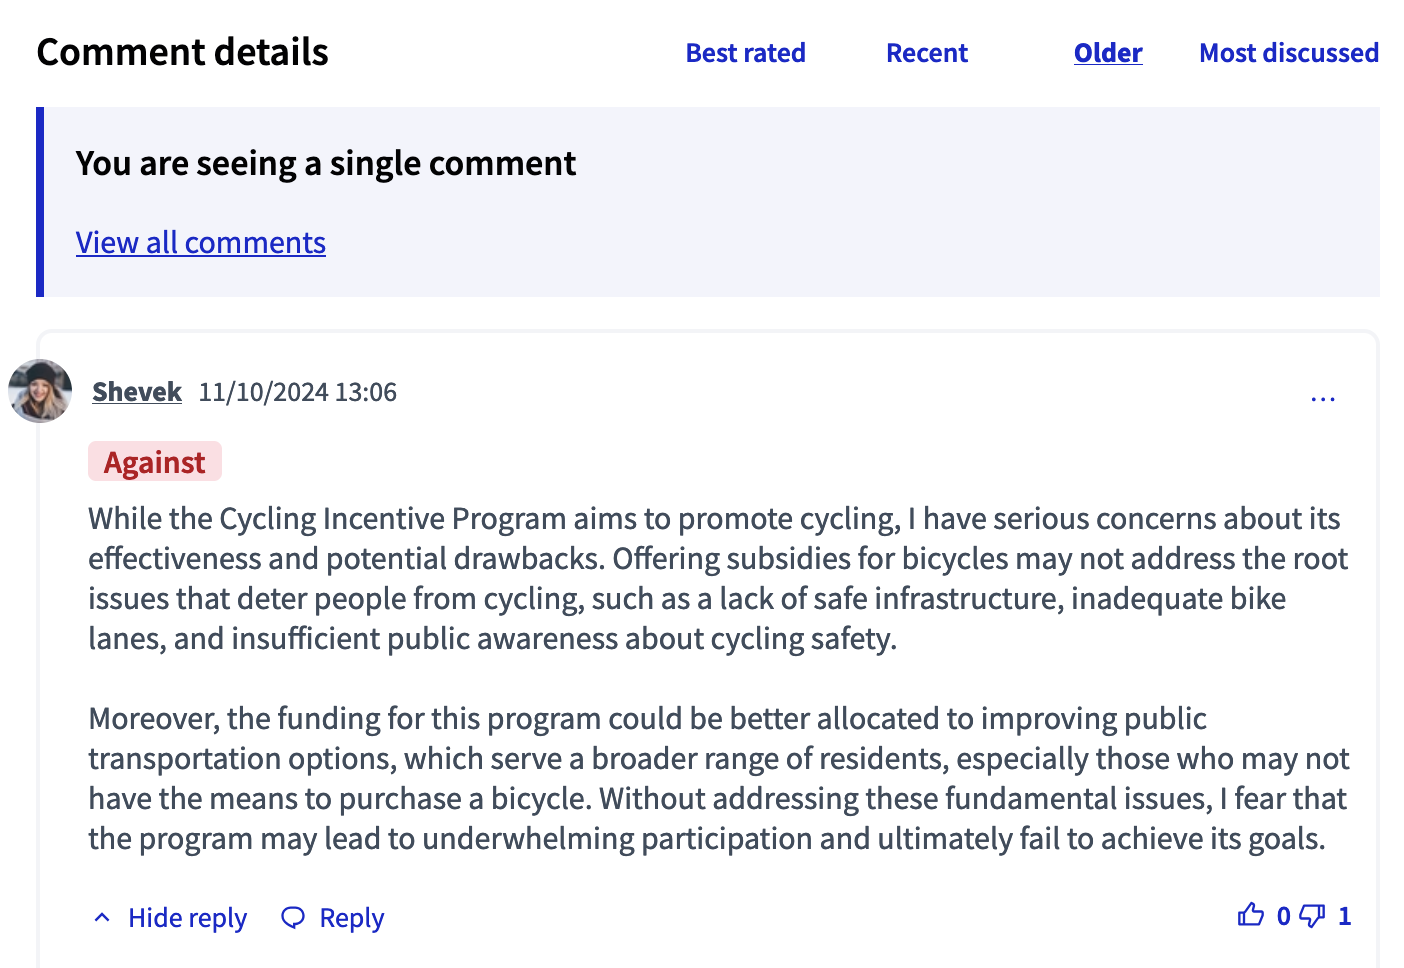 Comment details
Best rated Recent Older Most discussed
You are seeing a single comment
View all comments
Shevek 11/10/2024 13:06
...
Against
While the Cycling Incentive Program aims to promote cycling, I have serious concerns about its
effectiveness and potential drawbacks. Offering subsidies for bicycles may not address the root
issues that deter people from cycling, such as a lack of safe infrastructure, inadequate bike
lanes, and insufficient public awareness about cycling safety.
Moreover, the funding for this program could be better allocated to improving public
transportation options, which serve a broader range of residents, especially those who may not
have the means to purchase a bicycle. Without addressing these fundamental issues, I fear that
the program may lead to underwhelming participation and ultimately fail to achieve its goals.
Hide reply Reply 0 1